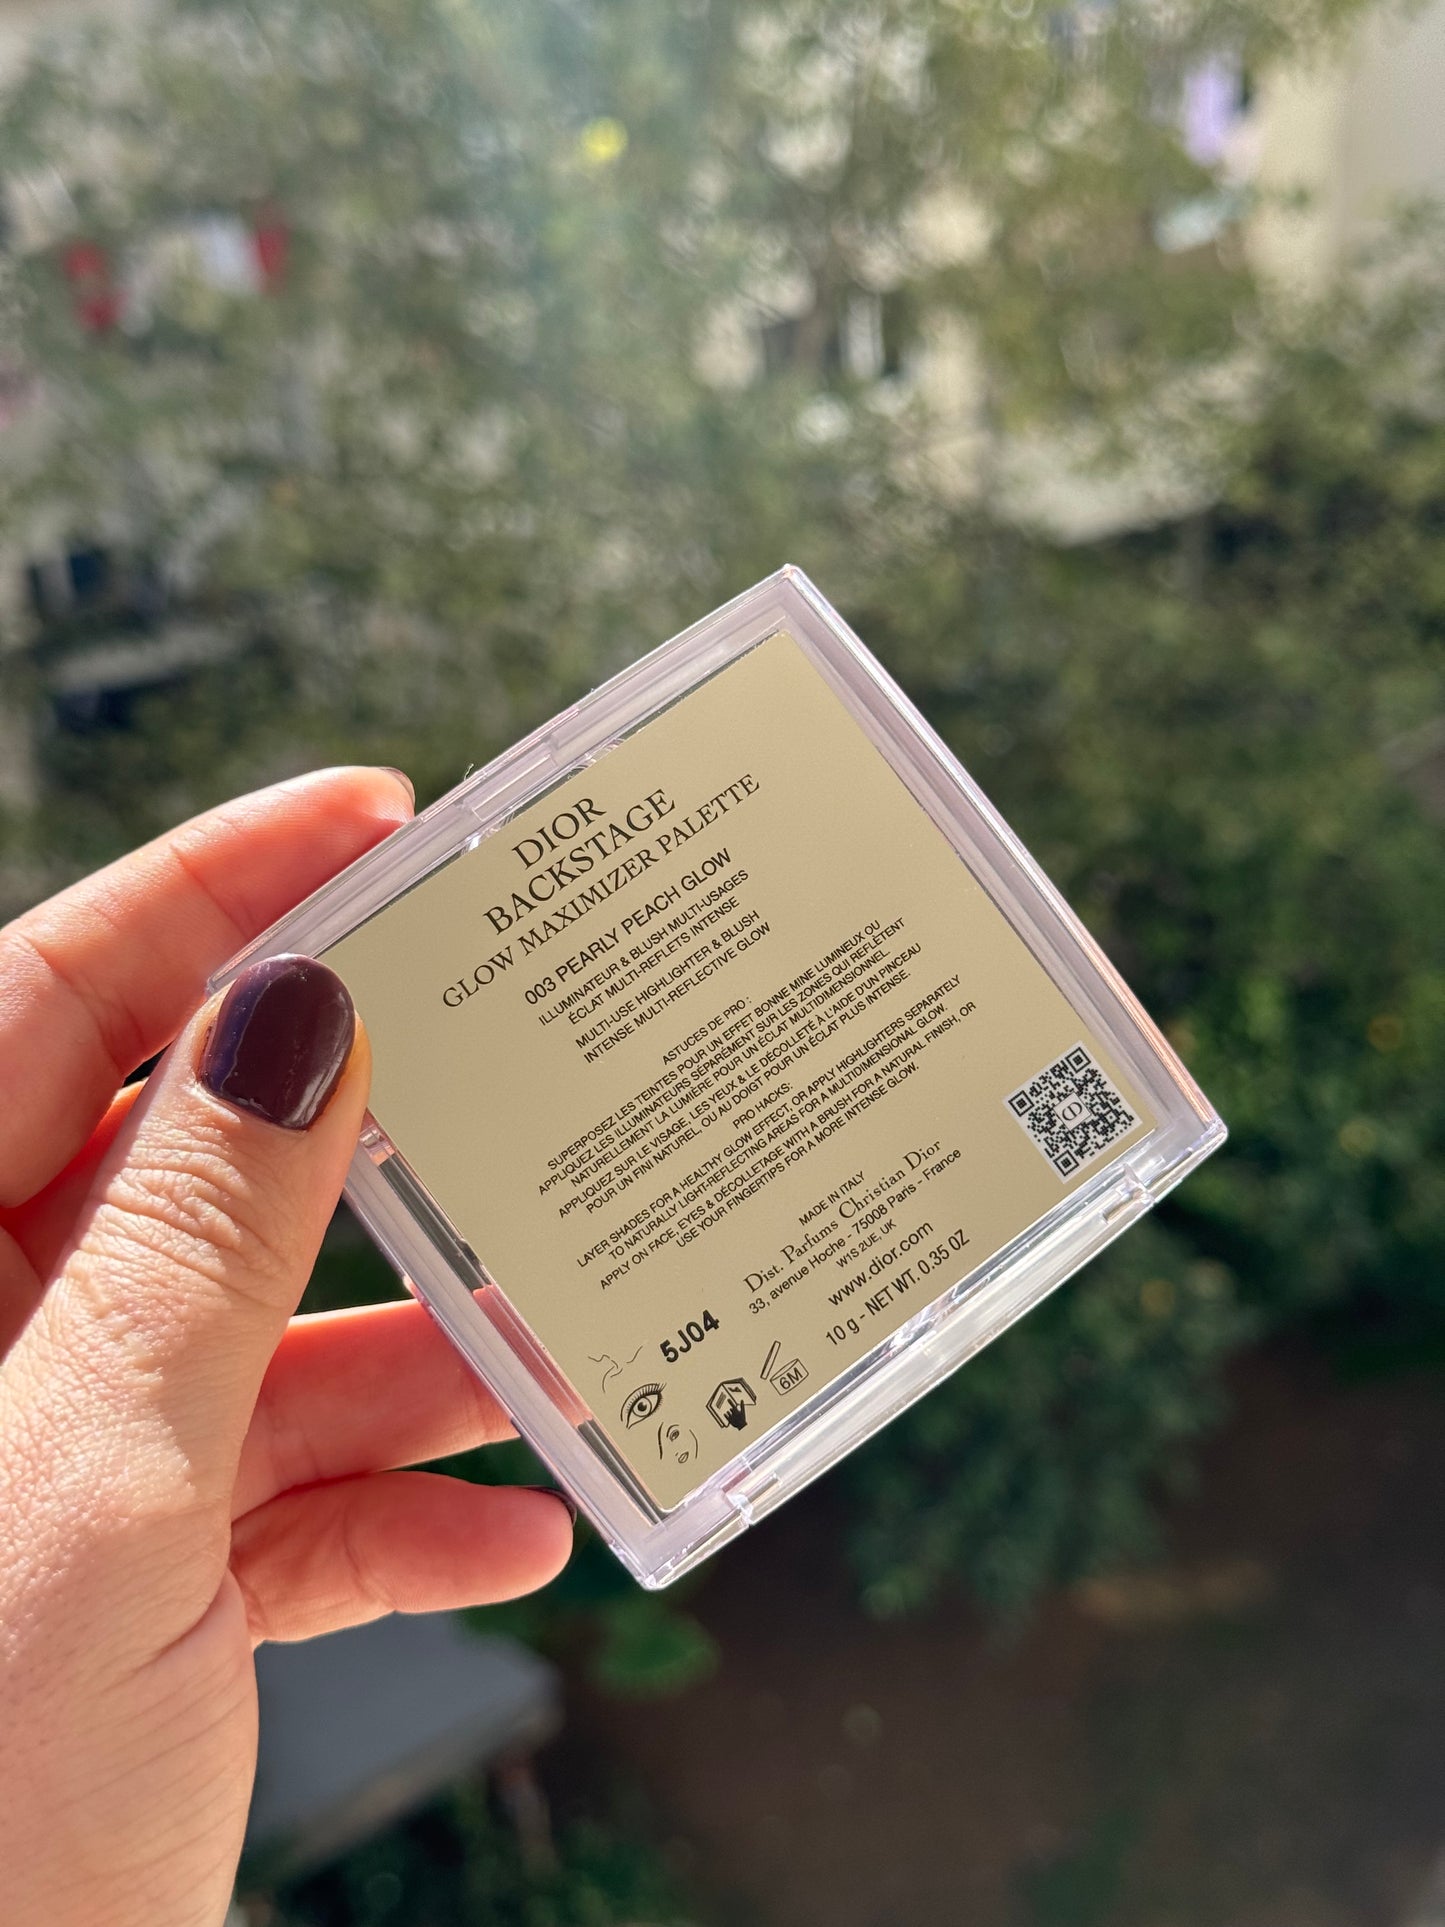 DIOR
BACKSTAGE
GLOW MAXIMIZER PALETTE
003 PEARLY PEACH GLOW
ILLUMINATEUR & BLUSH MULTI-USAGES
ÉCLAT MULTI-REFLETS INTENSE
MULTI-USE HIGHLIGHTER & BLUSH
INTENSE MULTI-REFLECTIVE GLOW
ASTUCES DE PRO :
SUPERPOSEZ LES TEINTES POUR UN EFFET BONNE MINE LUMINEUX OU
APPLIQUEZ LES ILLUMINATEURS SÉPARÉMENT SUR LES ZONES QUI REFLÈTENT
NATURELLEMENT LA LUMIÈRE POUR UN ÉCLAT MULTIDIMENSIONNEL.
APPLIQUEZ SUR LE VISAGE, LES YEUX & LE DÉCOLLETÉ À L'AIDE D'UN PINCEAU
POUR UN FINI NATUREL, OU AU DOIGT POUR UN ÉCLAT PLUS INTENSE.
PRO HACKS:
LAYER SHADES FOR A HEALTHY GLOW EFFECT, OR APPLY HIGHLIGHTERS SEPARATELY
TO NATURALLY LIGHT-REFLECTING AREAS FOR A MULTIDIMENSIONAL GLOW.
APPLY ON FACE, EYES & DÉCOLLETAGE WITH A BRUSH FOR A NATURAL FINISH, OR
USE YOUR FINGERTIPS FOR A MORE INTENSE GLOW.
MADE IN ITALY
Dist. Parfums Christian Dior
33, avenue Hoche - 75008 Paris - France
W1S 2UE, UK
www.dior.com
10 g - NET WT. 0.35 OZ
5J04
6M
CD